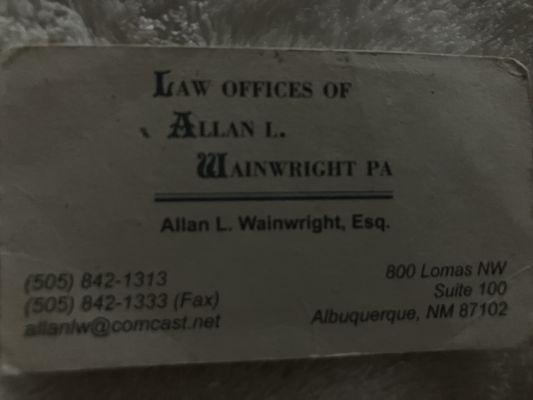 LAW OFFICES OF
ALLAN L.
WAINWRIGHT PA
Allan L. Wainwright, Esq.
(505) 842-1313
(505) 842-1333 (Fax)
allanlw@comcast.net
800 Lomas NW
Suite 100
Albuquerque, NM 87102